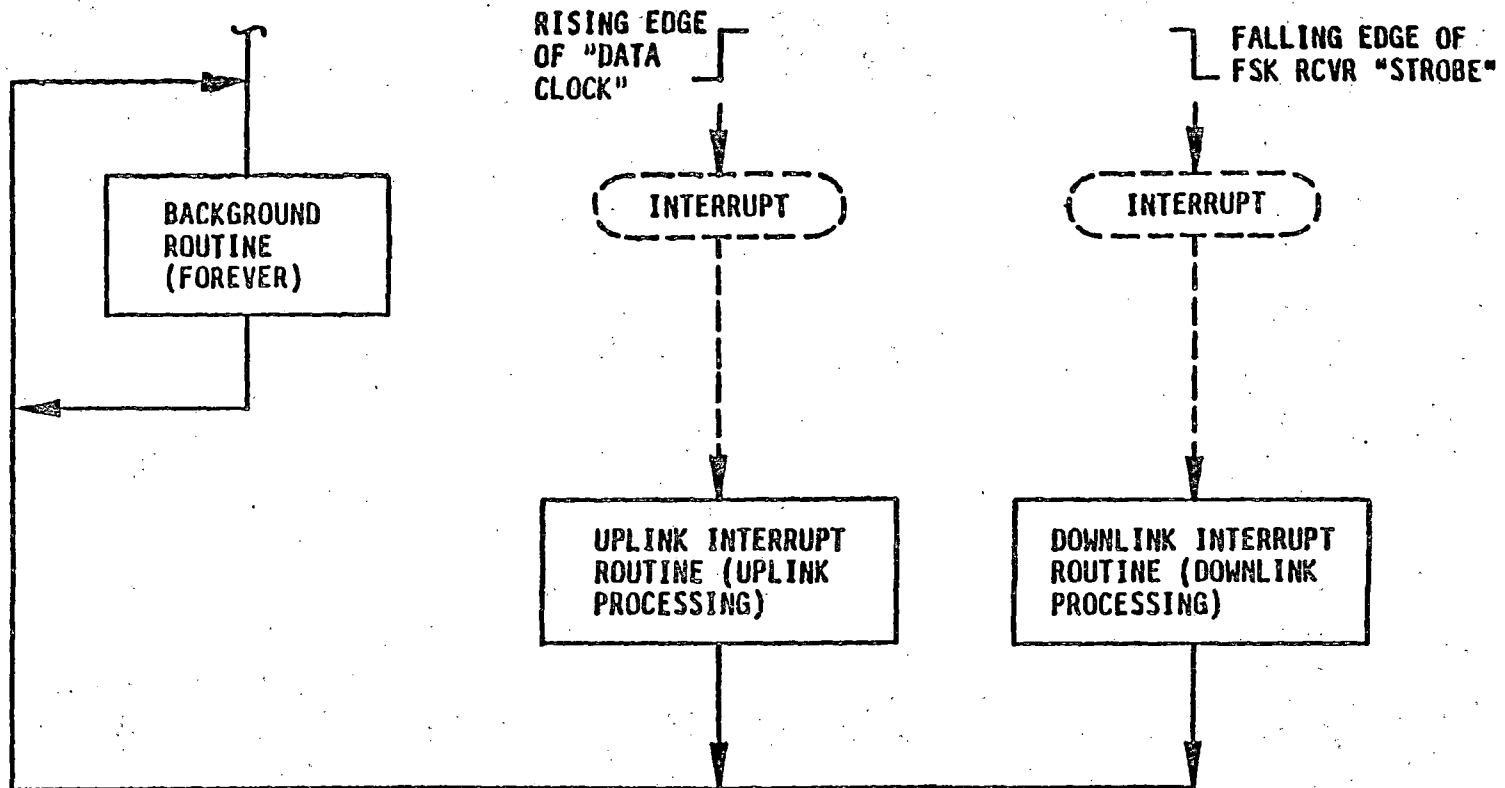 RISING EDGE
OF "DATA
CLOCK"
FALLING EDGE OF
FSK RCVR "STROBE"
BACKGROUND
ROUTINE
(FOREVER)
INTERRUPT
INTERRUPT
UPLINK INTERRUPT
ROUTINE (UPLINK
PROCESSING)
DOWNLINK INTERRUPT
ROUTINE (DOWNLINK
PROCESSING)